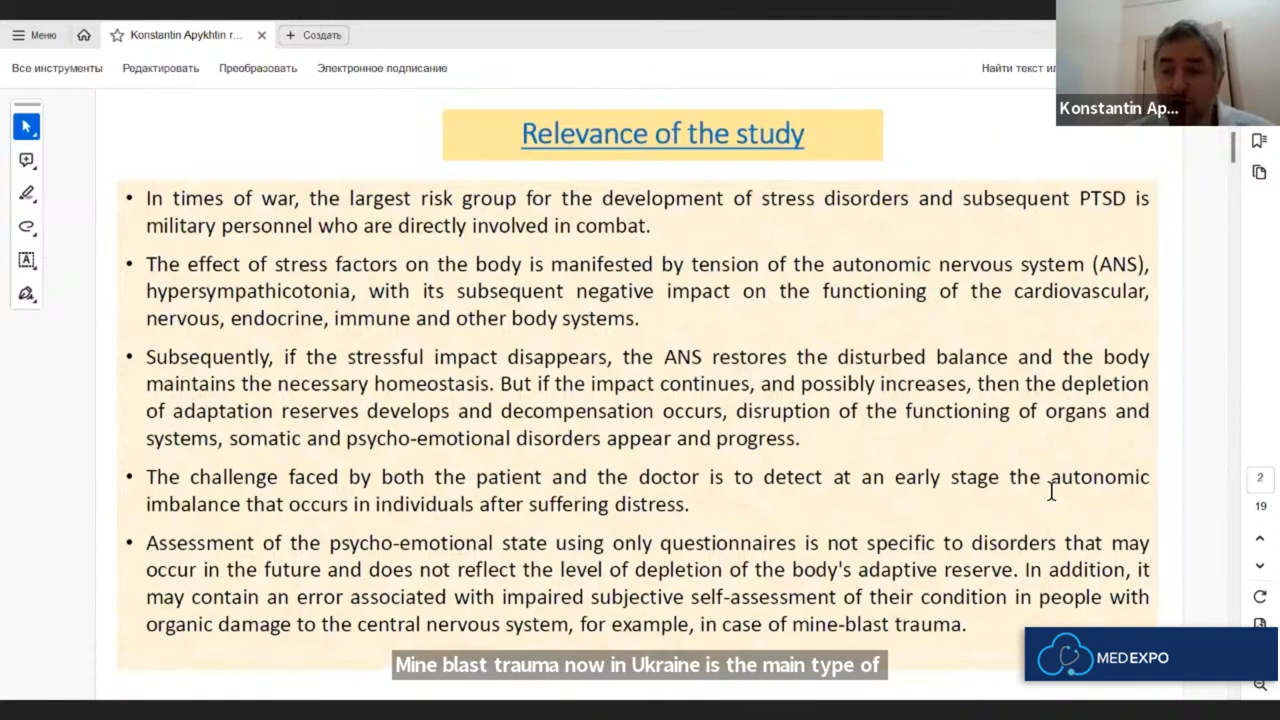 Меню
Konstantin Apykhtin r...
Создать
Все инструменты
Редактировать
Преобразовать
Электронное подписание
Найти текст ил
Konstantin Ap...
Relevance of the study
• In times of war, the largest risk group for the development of stress disorders and subsequent PTSD is
military personnel who are directly involved in combat.
• The effect of stress factors on the body is manifested by tension of the autonomic nervous system (ANS),
hypersympathicotonia, with its subsequent negative impact on the functioning of the cardiovascular,
nervous, endocrine, immune and other body systems.
• Subsequently, if the stressful impact disappears, the ANS restores the disturbed balance and the body
maintains the necessary homeostasis. But if the impact continues, and possibly increases, then the depletion
of adaptation reserves develops and decompensation occurs, disruption of the functioning of organs and
systems, somatic and psycho-emotional disorders appear and progress.
• The challenge faced by both the patient and the doctor is to detect at an early stage the autonomic
imbalance that occurs in individuals after suffering distress.
• Assessment of the psycho-emotional state using only questionnaires is not specific to disorders that may
occur in the future and does not reflect the level of depletion of the body's adaptive reserve. In addition, it
may contain an error associated with impaired subjective self-assessment of their condition in people with
organic damage to the central nervous system, for example, in case of mine-blast trauma.
2
19
Mine blast trauma now in Ukraine is the main type of
MEDEXPO